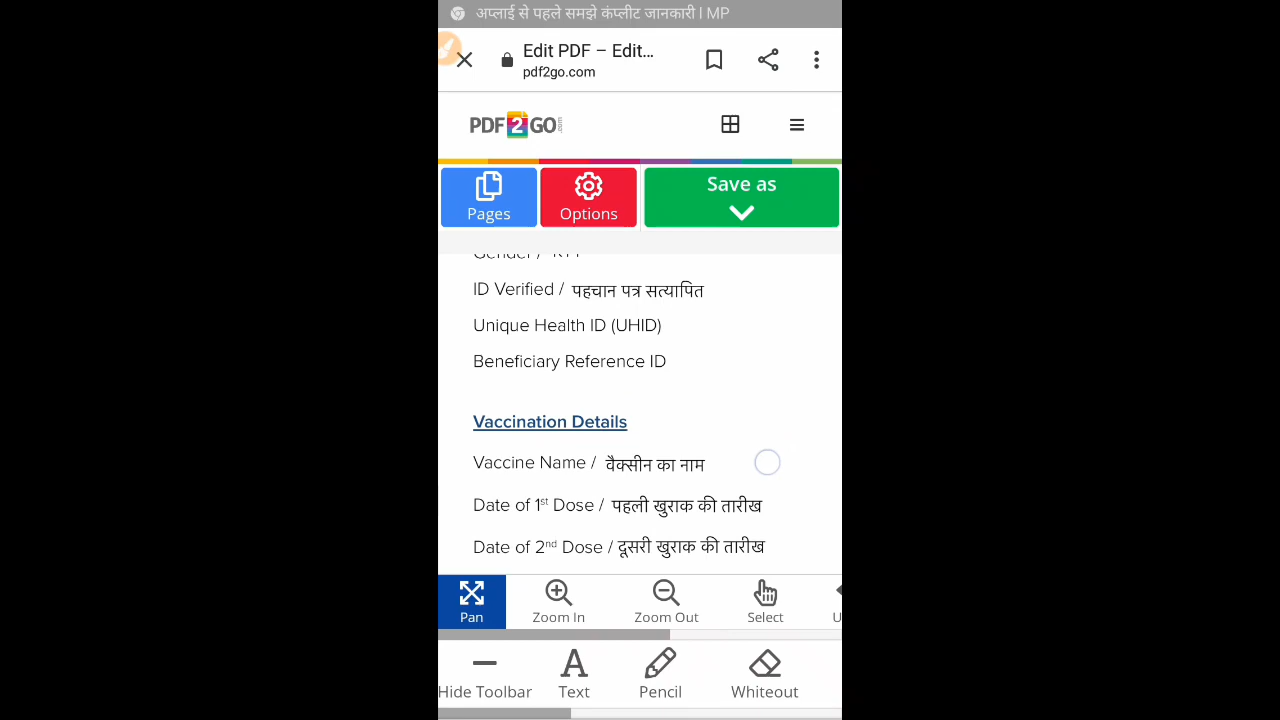 अप्लाई से पहले समझे कंप्लीट जानकारी | MP
Edit PDF – Edit...
pdf2go.com
PDF2GO.com
Pages
Options
Save as
Gender /
ID Verified / पहचान पत्र सत्यापित
Unique Health ID (UHID)
Beneficiary Reference ID
Vaccination Details
Vaccine Name / वैक्सीन का नाम
Date of 1st Dose / पहली खुराक की तारीख
Date of 2nd Dose / दूसरी खुराक की तारीख
Pan
Zoom In
Zoom Out
Select
U
Hide Toolbar
Text
Pencil
Whiteout